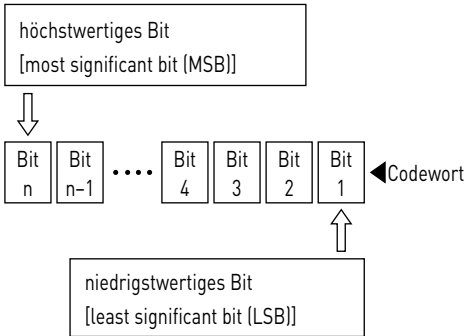 höchstwertiges Bit
[most significant bit (MSB)]
Bit n
Bit n–1
....
Bit 4
Bit 3
Bit 2
Bit 1
Codewort
niedrigstwertiges Bit
[least significant bit (LSB)]